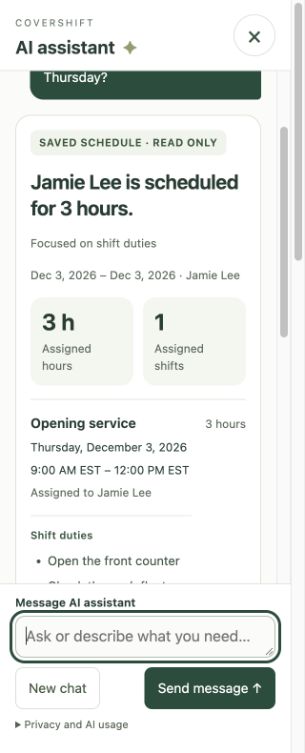 COVERSHIFT
AI assistant
Thursday?
SAVED SCHEDULE · READ ONLY
Jamie Lee is scheduled
for 3 hours.
Focused on shift duties
Dec 3, 2026 – Dec 3, 2026 · Jamie Lee
3 h
Assigned
hours
1
Assigned
shifts
Opening service
3 hours
Thursday, December 3, 2026
9:00 AM EST – 12:00 PM EST
Assigned to Jamie Lee
Shift duties
• Open the front counter
Message AI assistant
Ask or describe what you need...
New chat
Send message ↑
▶ Privacy and AI usage